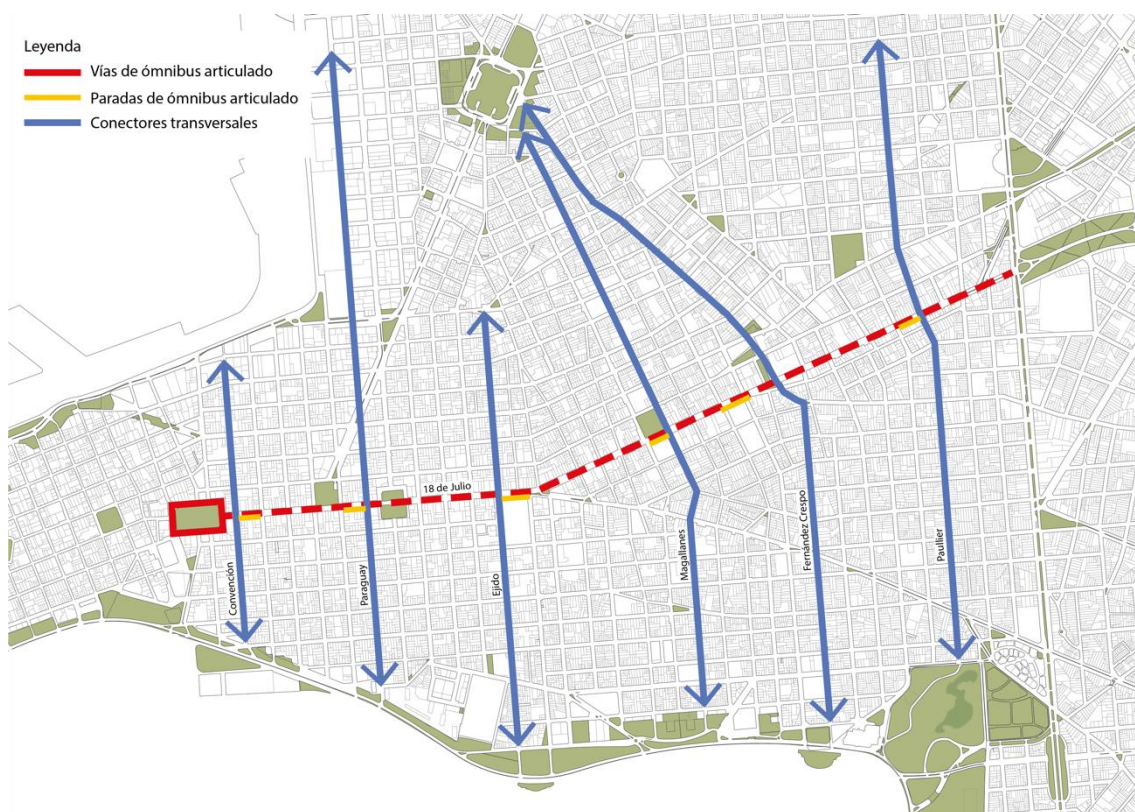 Leyenda
Vías de ómnibus articulado
Paradas de ómnibus articulado
Conectores transversales
18 de Julio
Convención
Paraguay
Ejido
Magallanes
Fernández Crespo
Paullier